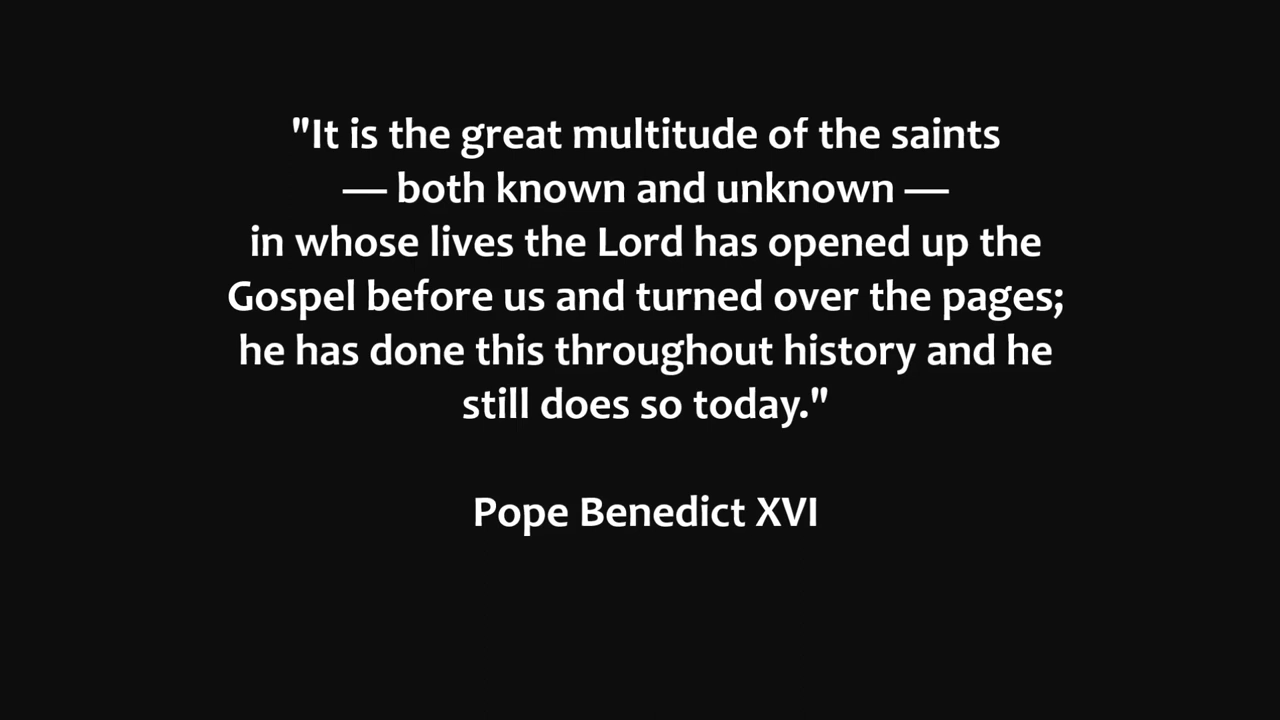 "It is the great multitude of the saints
— both known and unknown —
in whose lives the Lord has opened up the
Gospel before us and turned over the pages;
he has done this throughout history and he
still does so today."
Pope Benedict XVI